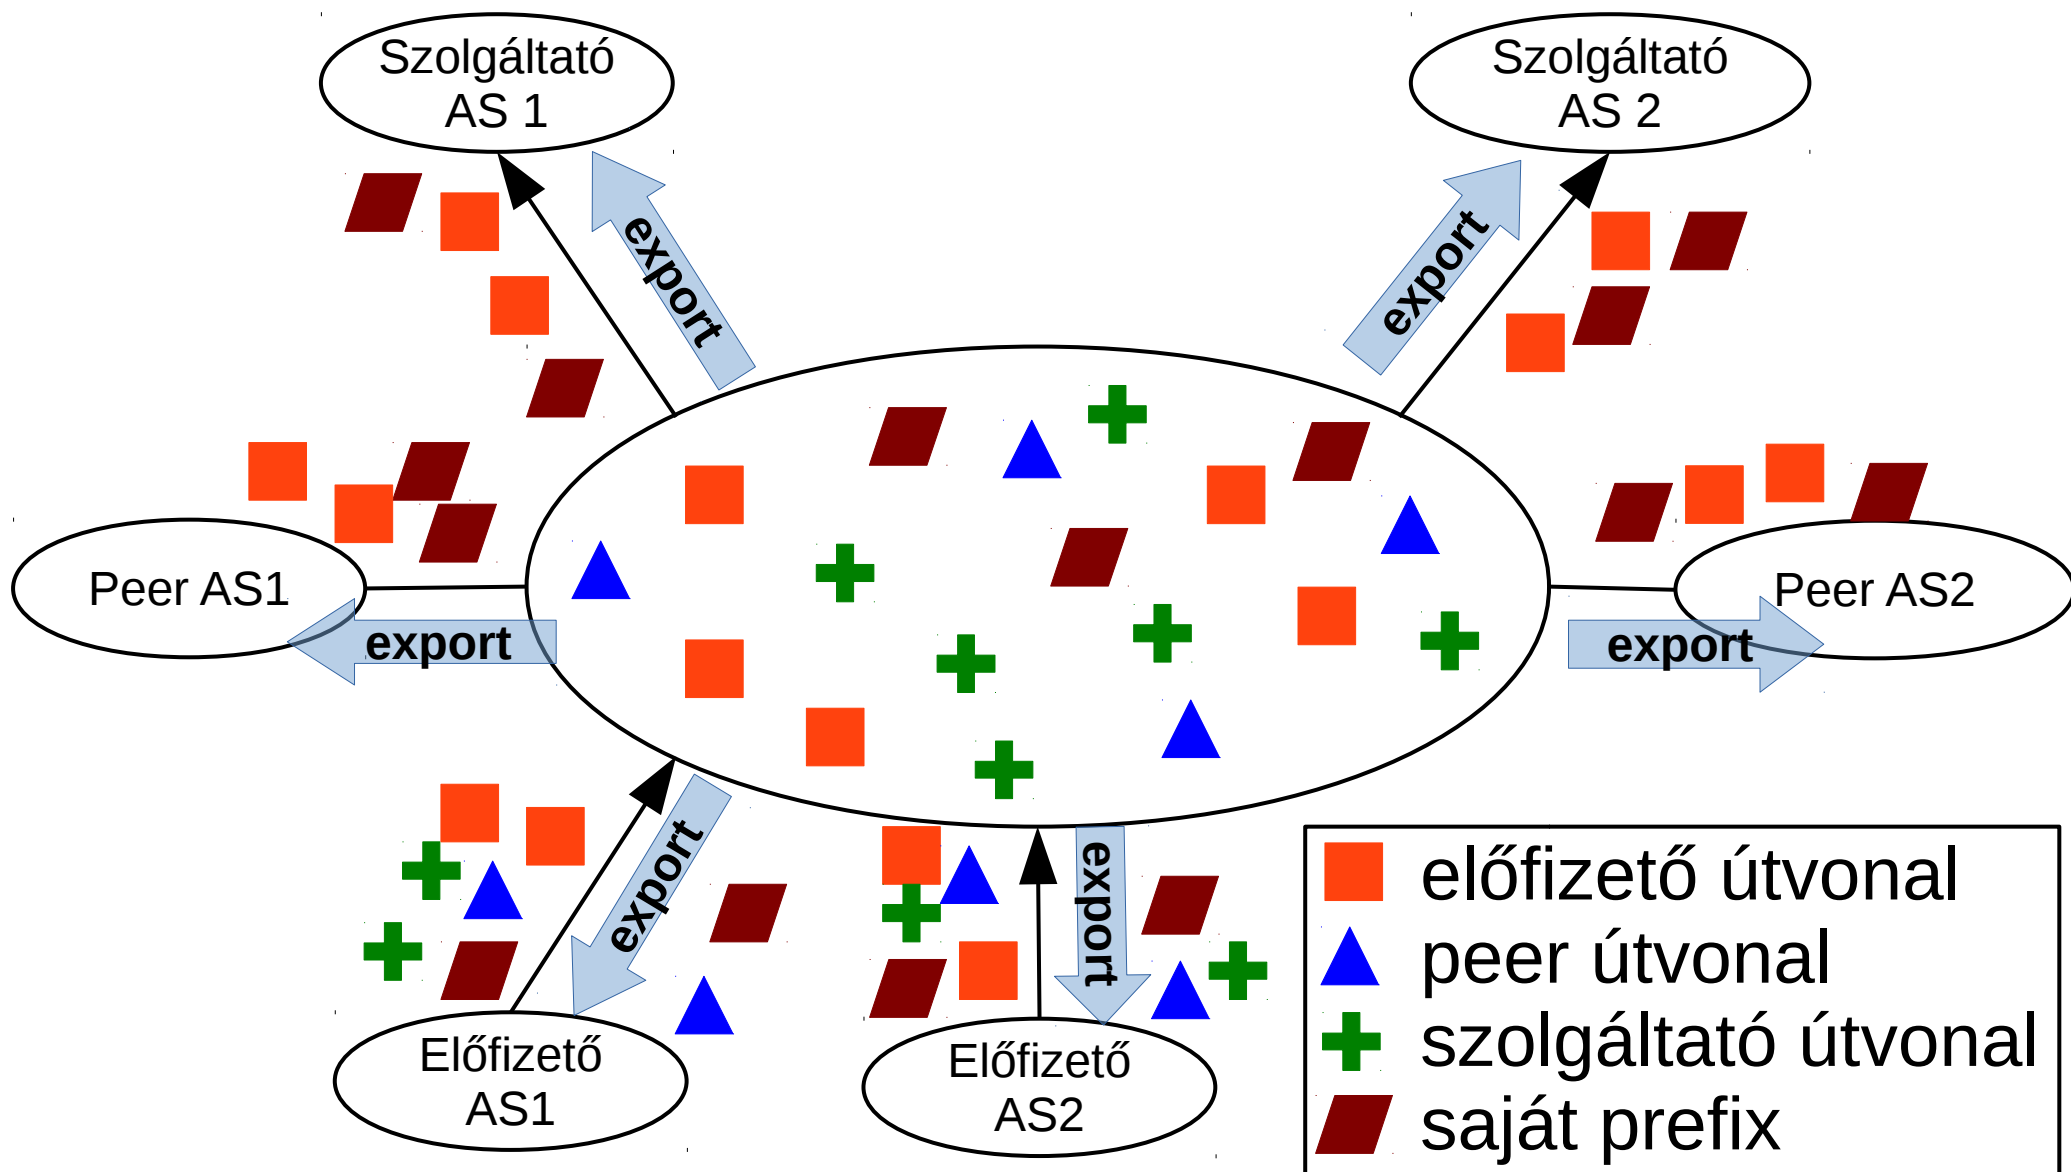 Szolgáltató
AS 1
Szolgáltató
AS 2
export
export
Peer AS1
Peer AS2
export
export
export
export
Előfizető
AS1
Előfizető
AS2
előfizető útvonal
peer útvonal
szolgáltató útvonal
saját prefix